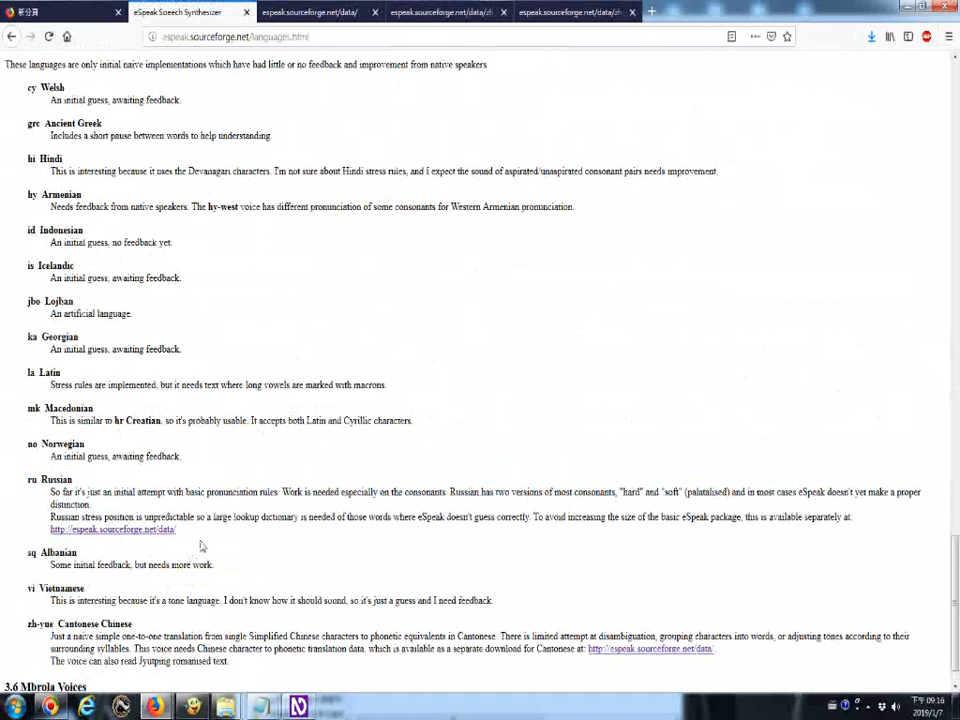 新分頁
eSpeak Speech Synthesizer
espeak.sourceforge.net/data/
espeak.sourceforge.net/data/zh
espeak.sourceforge.net/data/zh
espeak.sourceforge.net/languages.html
These languages are only initial naive implementations which have had little or no feedback and improvement from native speakers
cy Welsh
An initial guess, awaiting feedback.
grc Ancient Greek
Includes a short pause between words to help understanding
hi Hindi
This is interesting because it uses the Devanagari characters. I'm not sure about Hindi stress rules, and I expect the sound of aspirated/unaspirated consonant pairs needs improvement.
hy Armenian
Needs feedback from native speakers. The hy-west voice has different pronunciation of some consonants for Western Armenian pronunciation.
id Indonesian
An initial guess, no feedback yet.
is Icelandic
An initial guess, awaiting feedback.
jbo Lojban
An artificial language.
ka Georgian
An initial guess, awaiting feedback.
la Latin
Stress rules are implemented, but it needs text where long vowels are marked with macrons.
mk Macedonian
This is similar to hr Croatian, so it's probably usable. It accepts both Latin and Cyrillic characters.
no Norwegian
An initial guess, awaiting feedback.
ru Russian
So far it's just an initial attempt with basic pronunciation rules. Work is needed especially on the consonants. Russian has two versions of most consonants, "hard" and "soft" (palatalised) and in most cases eSpeak doesn't yet make a proper
distinction.
Russian stress position is unpredictable so a large lookup dictionary is needed of those words where eSpeak doesn't guess correctly. To avoid increasing the size of the basic eSpeak package, this is available separately at:
http://espeak.sourceforge.net/data/
sq Albanian
Some initial feedback, but needs more work.
vi Vietnamese
This is interesting because it's a tone language. I don't know how it should sound, so it's just a guess and I need feedback.
zh-yue Cantonese Chinese
Just a naive simple one-to-one translation from single Simplified Chinese characters to phonetic equivalents in Cantonese. There is limited attempt at disambiguation, grouping characters into words, or adjusting tones according to their
surrounding syllables. This voice needs Chinese character to phonetic translation data, which is available as a separate download for Cantonese at: http://espeak.sourceforge.net/data/.
The voice can also read Jyutping romanised text.
3.6 Mbrola Voices
下午 09:16
2019/1/7